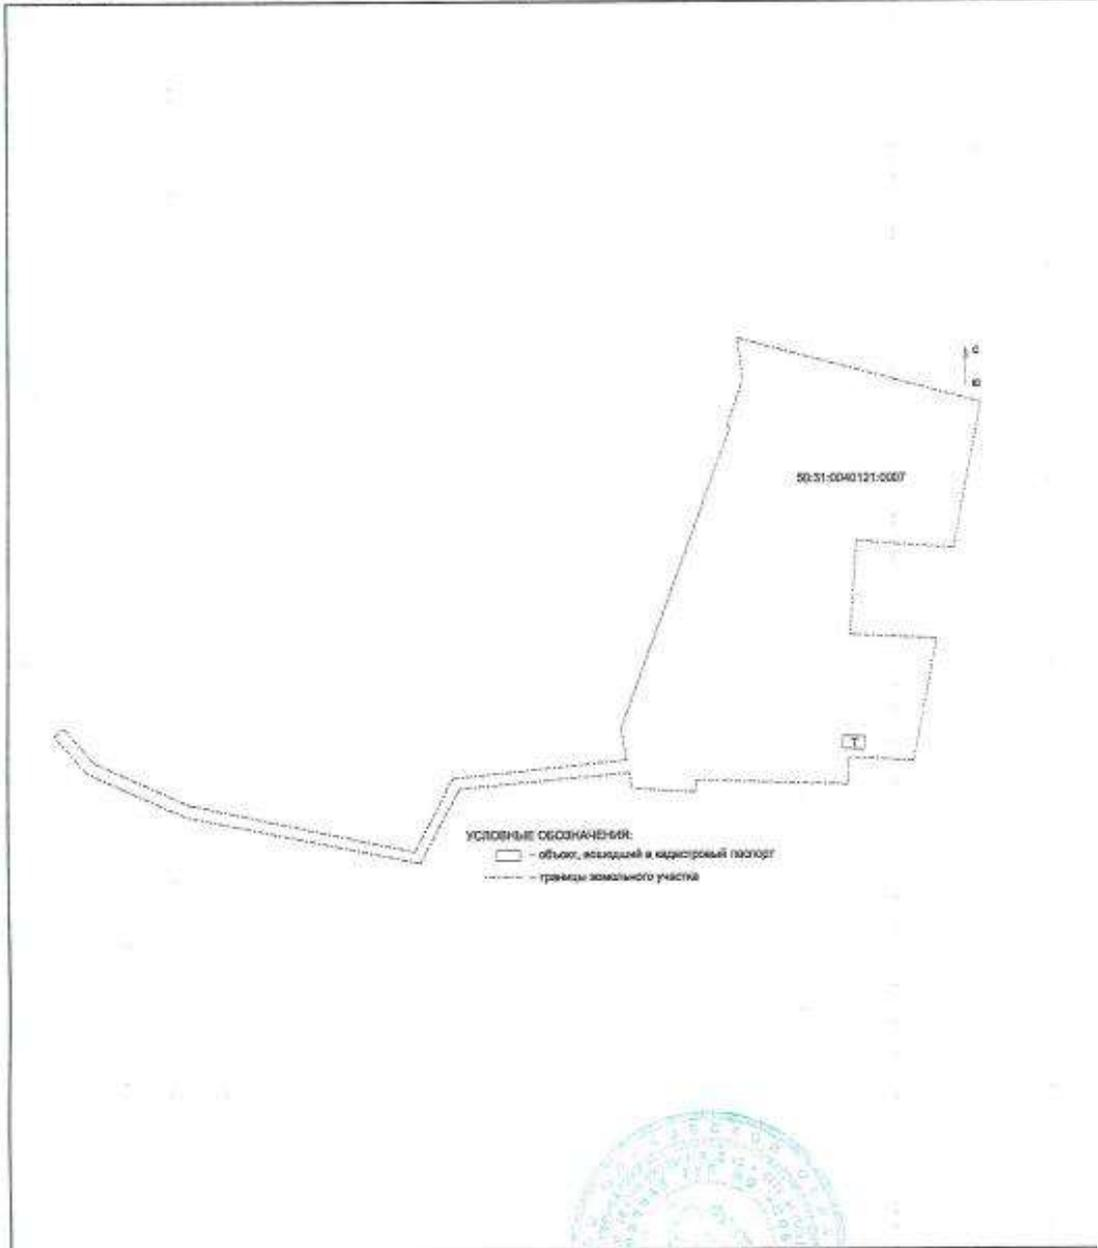 С
Ю
50:31:0040121:0007
Т
УСЛОВНЫЕ ОБОЗНАЧЕНИЯ:
- объект, вошедший в кадастровый паспорт
- границы земельного участка